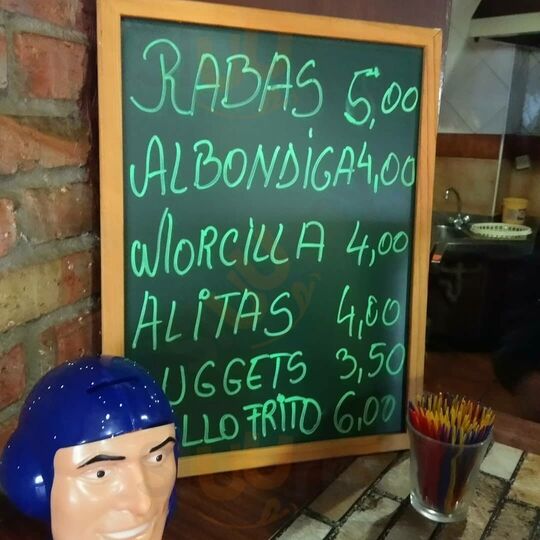 RABAS 5,00
ALBONDIGA 4,00
MORCILLA 4,00
ALITAS 4,00
UGGETS 3,50
LLO FRITO 6,00